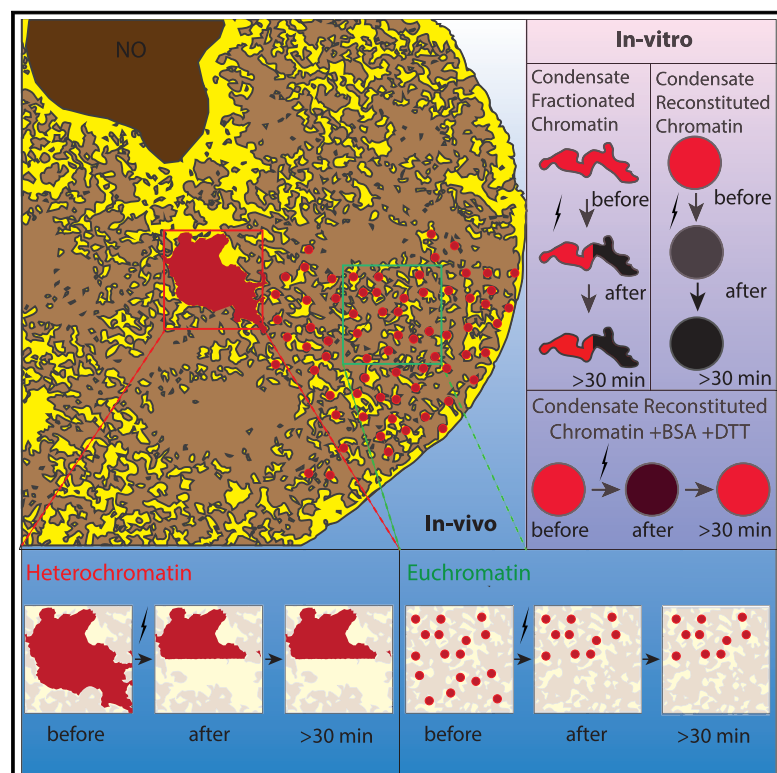 NO
In-vivo
In-vitro
Condensate
Fractionated
Chromatin
before
after
>30 min
Condensate
Reconstituted
Chromatin
before
after
>30 min
Condensate Reconstituted
Chromatin +BSA +DTT
before
after
>30 min
Heterochromatin
before
after
>30 min
Euchromatin
before
after
>30 min